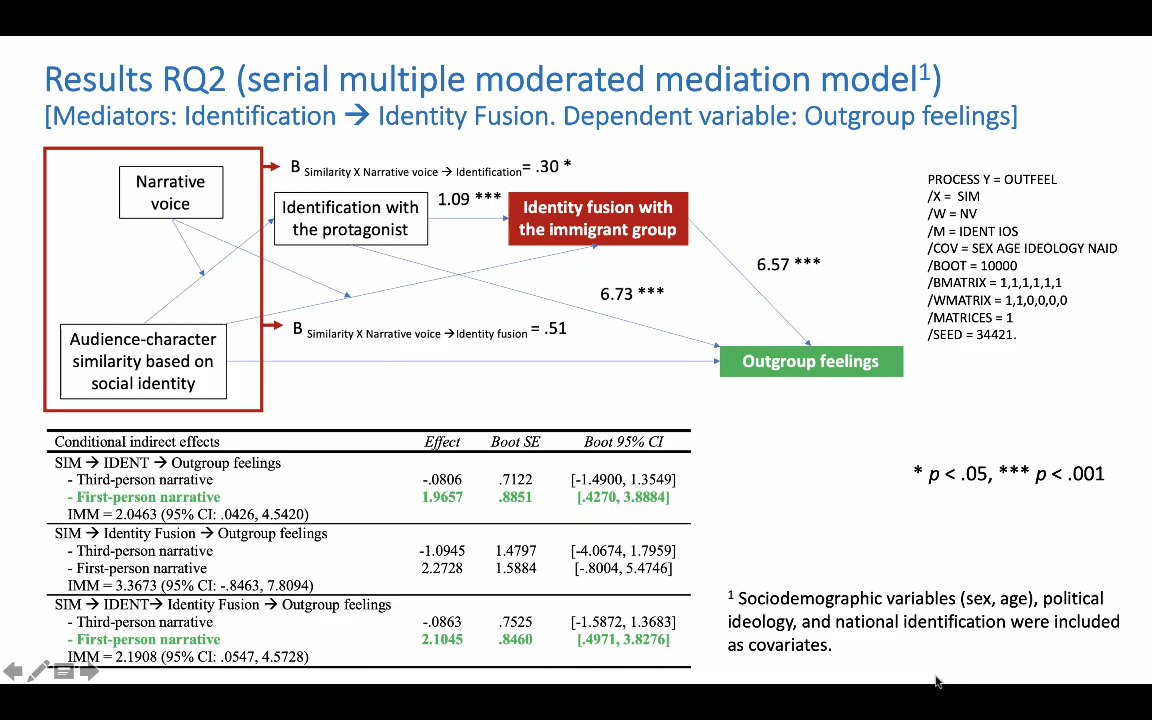 Results RQ2 (serial multiple moderated mediation model¹)
[Mediators: Identification → Identity Fusion. Dependent variable: Outgroup feelings]
B Similarity X Narrative voice → Identification = .30 *
Narrative
voice
Identification with
the protagonist
1.09 ***
Identity fusion with
the immigrant group
6.57 ***
6.73 ***
B Similarity X Narrative voice → Identity fusion = .51
Audience-character
similarity based on
social identity
Outgroup feelings
PROCESS Y = OUTFEEL
/X = SIM
/W = NV
/M = IDENT IOS
/COV = SEX AGE IDEOLOGY NAID
/BOOT = 10000
/BMATRIX = 1,1,1,1,1,1
/WMATRIX = 1,1,0,0,0,0
/MATRICES = 1
/SEED = 34421.
Conditional indirect effects Effect Boot SE Boot 95% CI
SIM → IDENT → Outgroup feelings
- Third-person narrative -.0806 .7122 [-1.4900, 1.3549]
- First-person narrative 1.9657 .8851 [.4270, 3.8884]
IMM = 2.0463 (95% CI: .0426, 4.5420)
SIM → Identity Fusion → Outgroup feelings
- Third-person narrative -1.0945 1.4797 [-4.0674, 1.7959]
- First-person narrative 2.2728 1.5884 [-.8004, 5.4746]
IMM = 3.3673 (95% CI: -.8463, 7.8094)
SIM → IDENT→ Identity Fusion → Outgroup feelings
- Third-person narrative -.0863 .7525 [-1.5872, 1.3683]
- First-person narrative 2.1045 .8460 [.4971, 3.8276]
IMM = 2.1908 (95% CI: .0547, 4.5728)
* p < .05, *** p < .001
¹ Sociodemographic variables (sex, age), political
ideology, and national identification were included
as covariates.